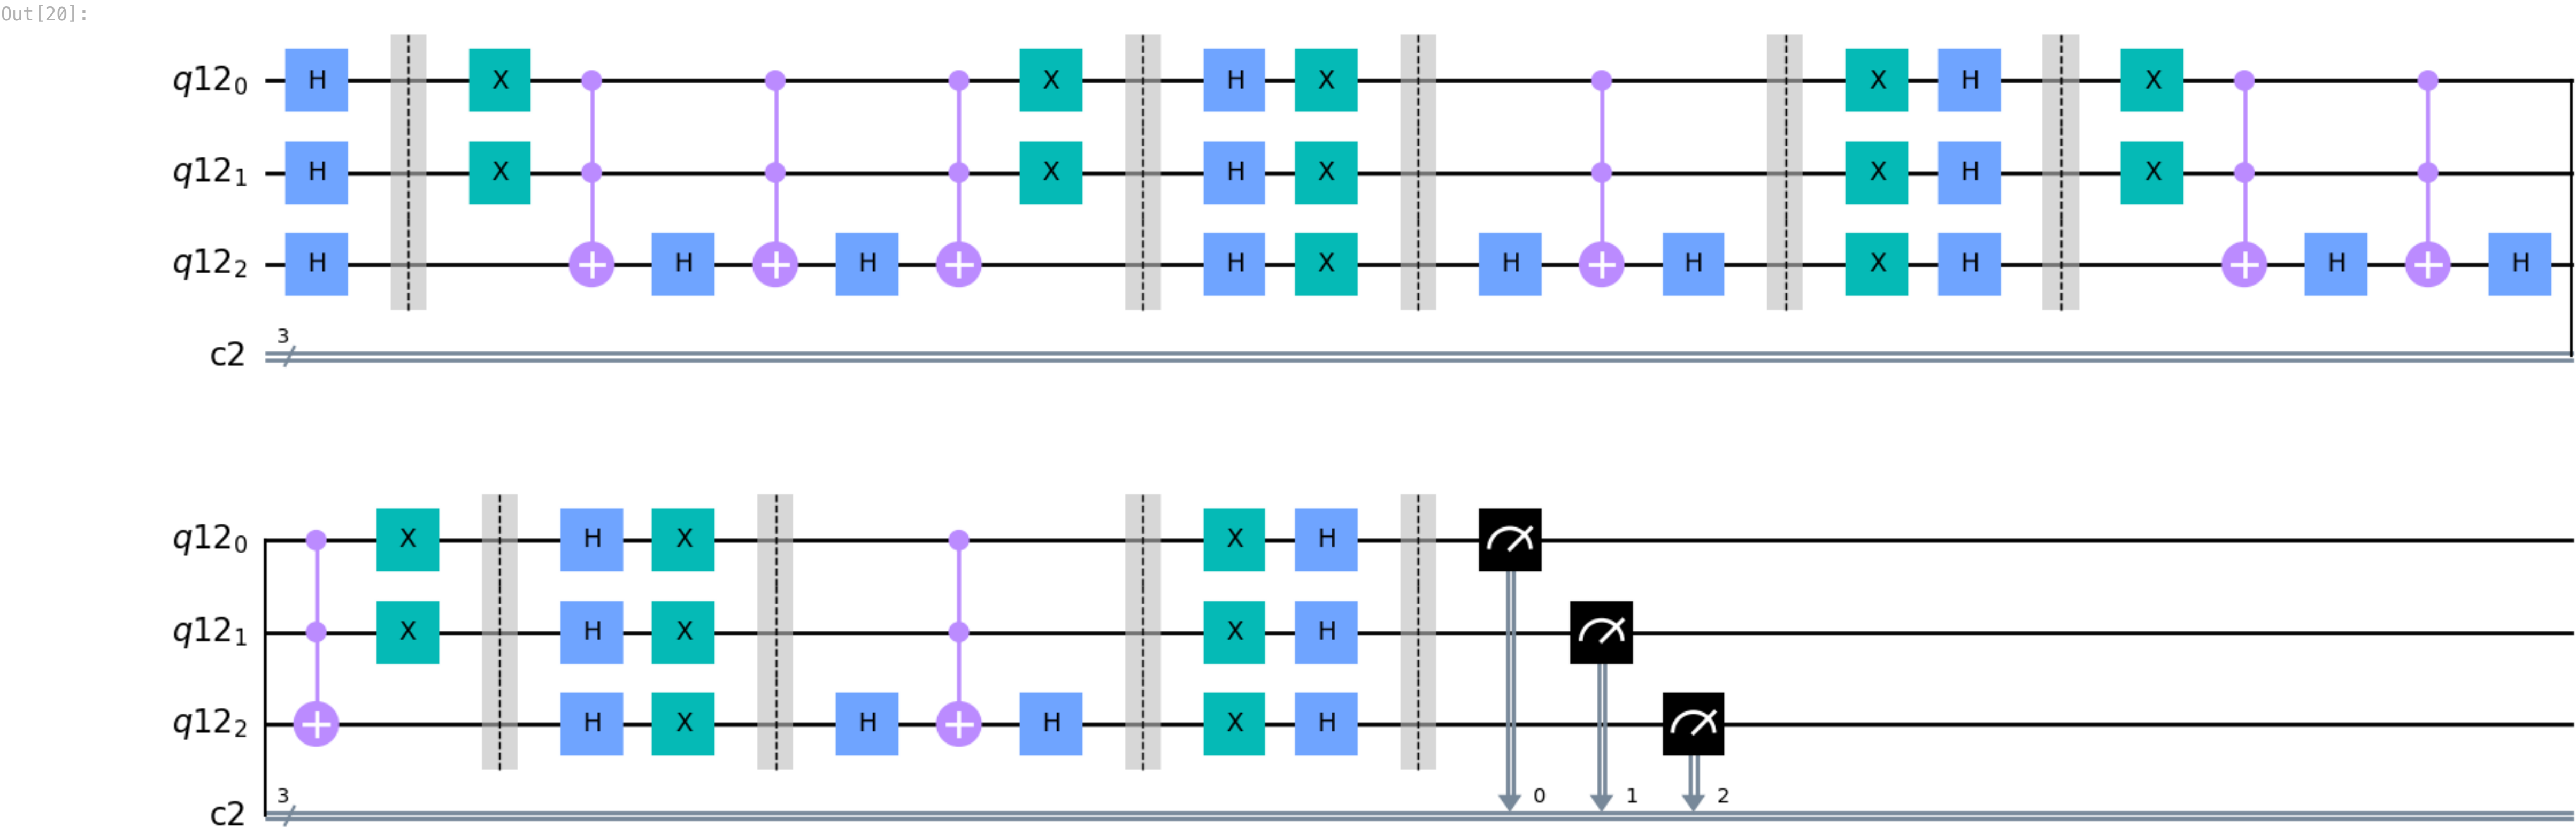 Out[20]:
q12₀ H X X H X X H X
q12₁ H X X H X X H X
q12₂ H H H H X H H X H H H
3
c2
q12₀ X H X X H
q12₁ X H X X H
q12₂ H X H H X H
3 0 1 2
c2